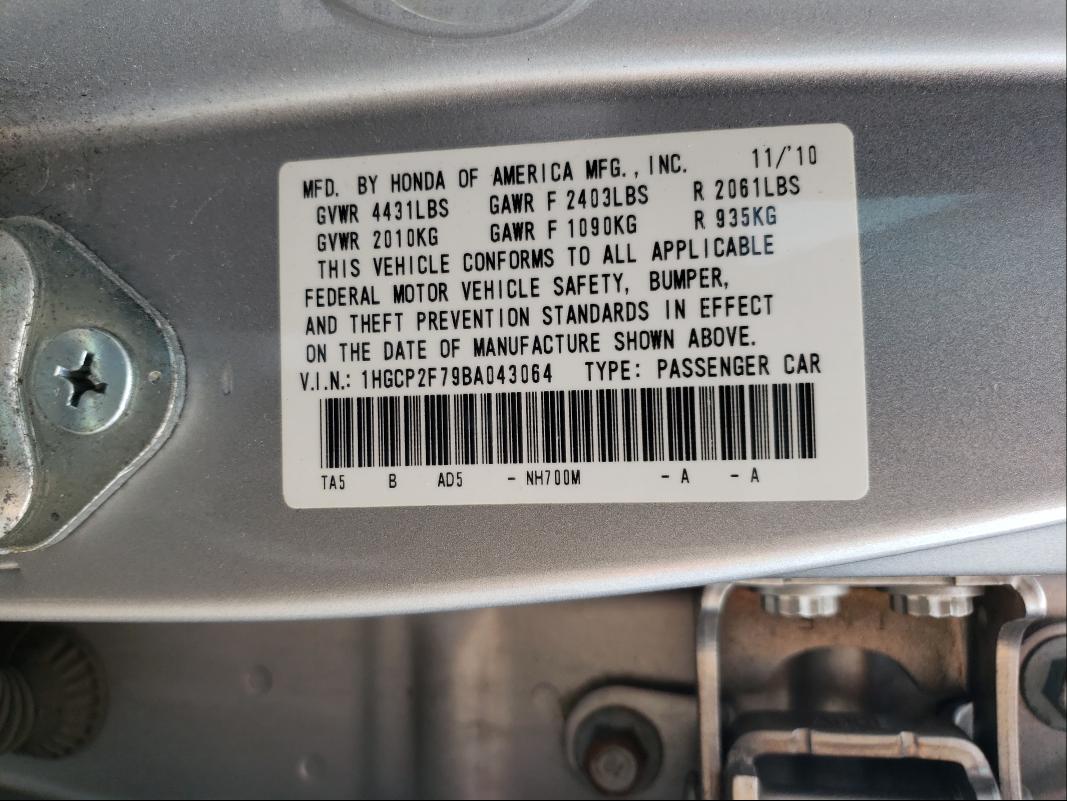 MFD. BY HONDA OF AMERICA MFG., INC. 11/'10
GVWR 4431LBS GAWR F 2403LBS R 2061LBS
GVWR 2010KG GAWR F 1090KG R 935KG
THIS VEHICLE CONFORMS TO ALL APPLICABLE
FEDERAL MOTOR VEHICLE SAFETY, BUMPER,
AND THEFT PREVENTION STANDARDS IN EFFECT
ON THE DATE OF MANUFACTURE SHOWN ABOVE.
V.I.N.: 1HGCP2F79BA043064 TYPE: PASSENGER CAR
TA5 B AD5 - NH700M - A - A